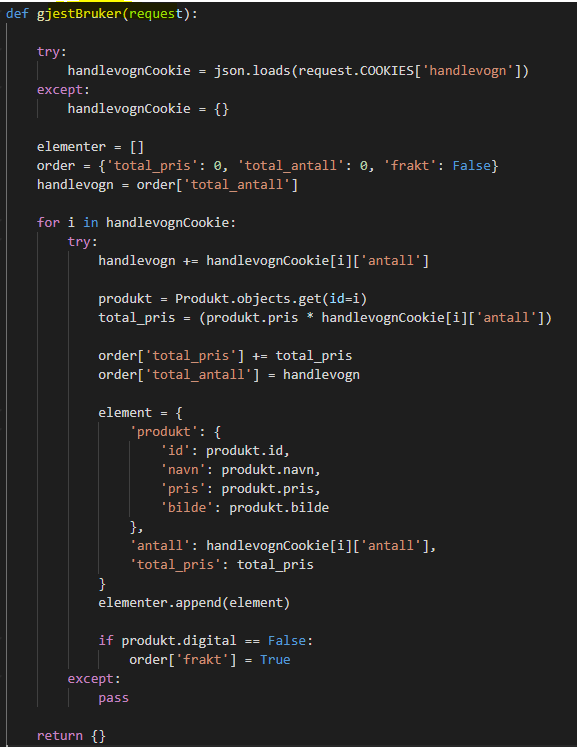 def gjestBruker(request):
try:
handlevognCookie = json.loads(request.COOKIES['handlevogn'])
except:
handlevognCookie = {}
elementer = []
order = {'total_pris': 0, 'total_antall': 0, 'frakt': False}
handlevogn = order['total_antall']
for i in handlevognCookie:
try:
handlevogn += handlevognCookie[i]['antall']
produkt = Produkt.objects.get(id=i)
total_pris = (produkt.pris * handlevognCookie[i]['antall'])
order['total_pris'] += total_pris
order['total_antall'] = handlevogn
element = {
'produkt': {
'id': produkt.id,
'navn': produkt.navn,
'pris': produkt.pris,
'bilde': produkt.bilde
},
'antall': handlevognCookie[i]['antall'],
'total_pris': total_pris
}
elementer.append(element)
if produkt.digital == False:
order['frakt'] = True
except:
pass
return {}